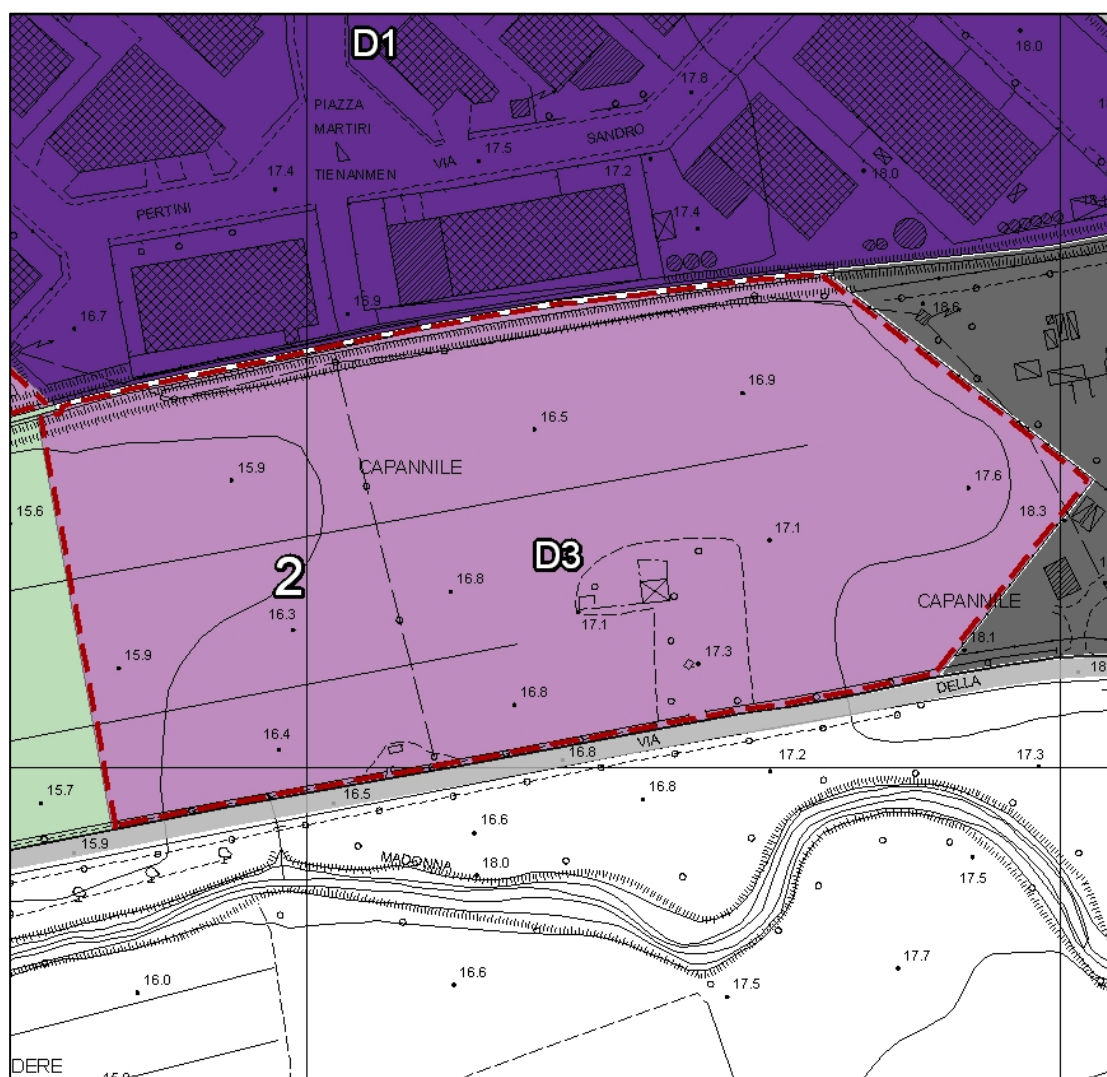 D1
18.0
17.8
PIAZZA
MARTIRI
TIENANMEN
VIA
17.5
SANDRO
17.4
17.2
18.0
PERTINI
17.4
16.9
16.7
18.6
16.9
16.5
15.9
CAPANNILE
17.6
15.6
18.3
17.1
D3
2
16.8
CAPANNILE
17.1
16.3
18.1
15.9
17.3
DELLA
16.8
VIA
16.4
16.8
17.2
17.3
15.7
16.5
16.8
16.6
15.9
MADONNA
18.0
17.5
17.7
16.0
16.6
17.5
DERE